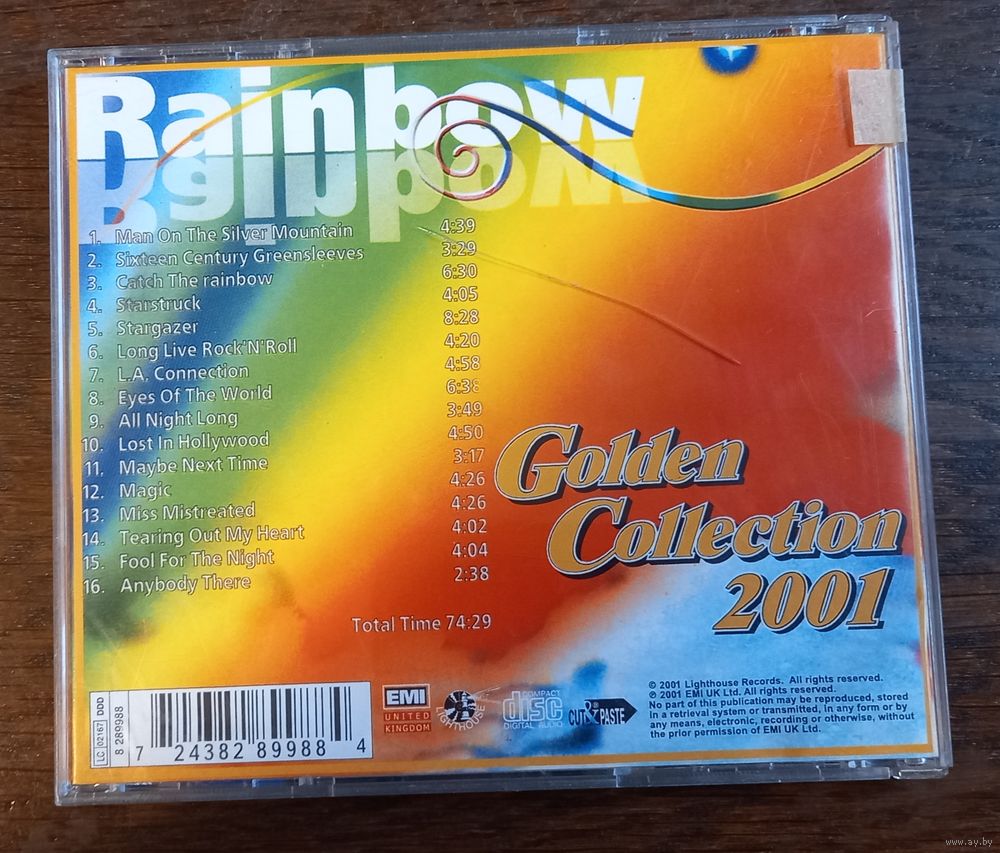 Rainbow
1. Man On The Silver Mountain 4:39
2. Sixteen Century Greensleeves 3:29
3. Catch The rainbow 6:30
4. Starstruck 4:05
5. Stargazer 8:28
6. Long Live Rock'N'Roll 4:20
7. L.A. Connection 4:58
8. Eyes Of The World 6:38
9. All Night Long 3:49
10. Lost In Hollywood 4:50
11. Maybe Next Time 3:17
12. Magic 4:26
13. Miss Mistreated 4:26
14. Tearing Out My Heart 4:02
15. Fool For The Night 4:04
16. Anybody There 2:38
Total Time 74:29
Golden
Collection
2001
LC 02167 DDD
8 289988
7 24382 89988 4
EMI
UNITED
KINGDOM
LIGHTHOUSE
COMPACT
disc
DIGITAL AUDIO
CUT&PASTE
© 2001 Lighthouse Records. All rights reserved.
℗ 2001 EMI UK Ltd. All rights reserved.
No part of this publication may be reproduced, stored
in a retrieval system or transmitted, in any form or by
any means, electronic, recording or otherwise, without
the prior permission of EMI UK Ltd.
www.ay.by